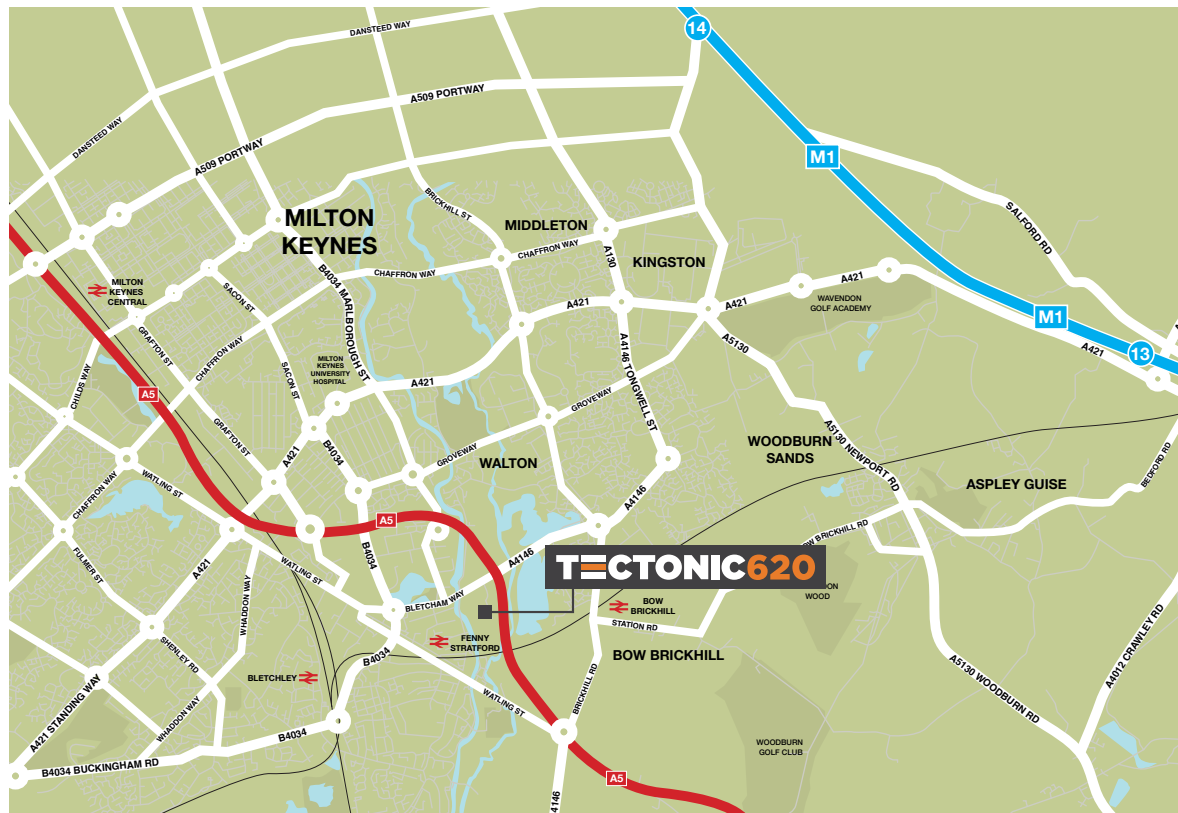 DANSTEED WAY
14
A509 PORTWAY
DANSTEED WAY
M1
A509 PORTWAY
BRICKHILL ST
SALFORD RD
MILTON
KEYNES
MIDDLETON
CHAFFRON WAY
A130
KINGSTON
CHAFFRON WAY
B4034 MARLBOROUGH ST
MILTON
KEYNES
CENTRAL
SACON ST
A421
A421
A421
WAVENDON
GOLF ACADEMY
M1
A421
13
GRAFTON ST
CHAFFRON WAY
A5130
A4146 TONGWELL ST
MILTON
KEYNES
UNIVERSITY
HOSPITAL
SACON ST
CHILDS WAY
A5
A421
GROVEWAY
GRAFTON ST
A421
B4034
GROVEWAY
WALTON
WOODBURN
SANDS
A5130 NEWPORT RD
BEDFORD RD
ASPLEY GUISE
CHAFFRON WAY
WATLING ST
A4146
A5
B4034
A421
WATLING ST
FULMER ST
WHADDON WAY
A4146
OW BRICKHILL RD
TECTONIC620
DON
WOOD
BLETCHAM WAY
BOW
BRICKHILL
STATION RD
FENNY
STRATFORD
BOW BRICKHILL
SHENLEY RD
BLETCHLEY
B4034
WATLING ST
BRICKHILL RD
A5130 WOODBURN RD
A4012 CRAWLEY RD
A421 STANDING WAY
WHADDON WAY
B4034
WOODBURN
GOLF CLUB
B4034 BUCKINGHAM RD
A5
4146